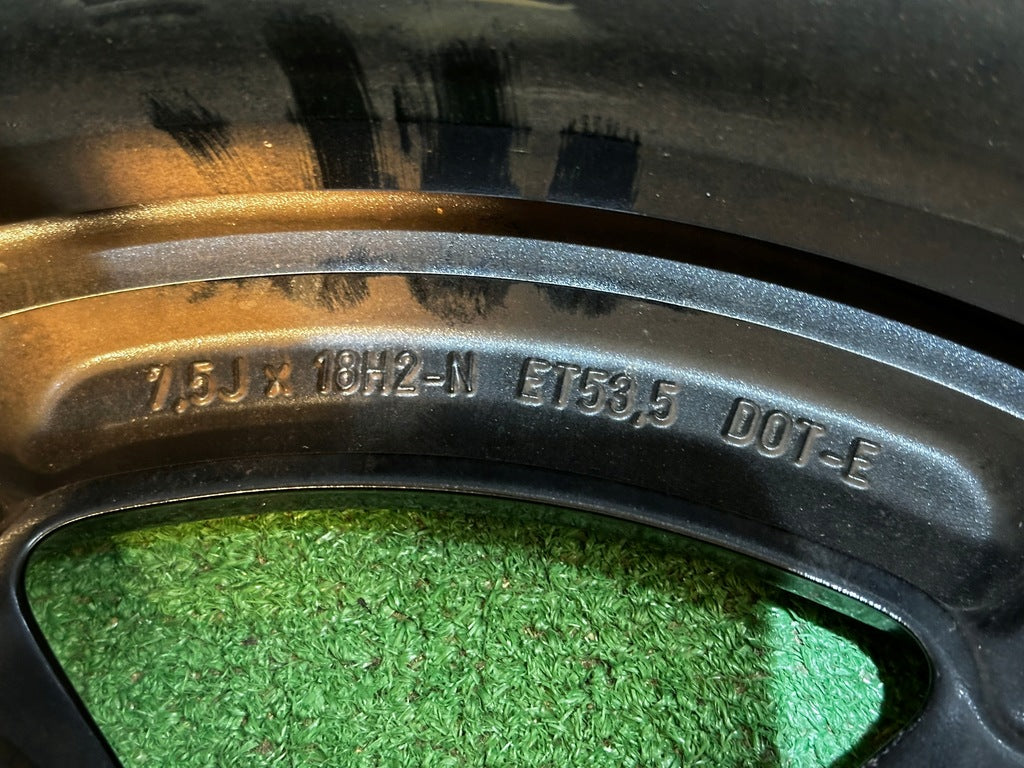 7,5J x 18H2-N ET53,5 DOT-E